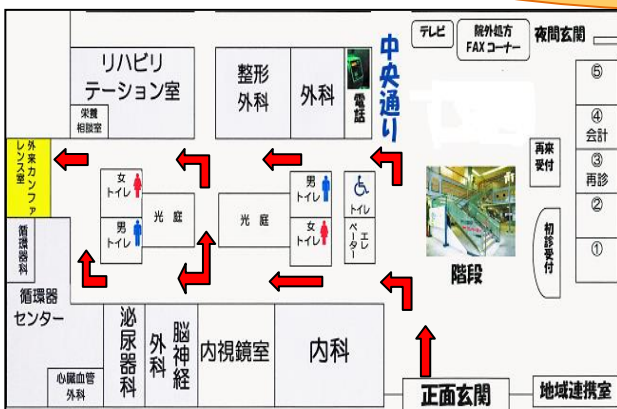 テレビ
院外処方
FAX コーナー
夜間玄関
リハビリ
テーション室
栄養
相談室
整形
外科
外科
電話
中央通り
⑤
④
会計
③
再診
②
①
再来
受付
初診受付
外来カンファ
レンス室
女
トイレ
男
トイレ
光庭
光庭
男
トイレ
女
トイレ
トイレ
エレ
ベーター
階段
循環器科
循環器
センター
心臓血管
外科
泌尿器科
脳神経
外科
内視鏡室
内科
正面玄関
地域連携室